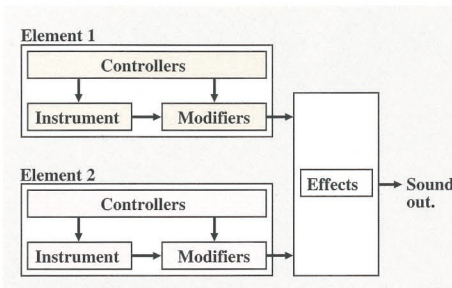 Element 1
Controllers
Instrument
Modifiers
Element 2
Controllers
Instrument
Modifiers
Effects
Sound
out.